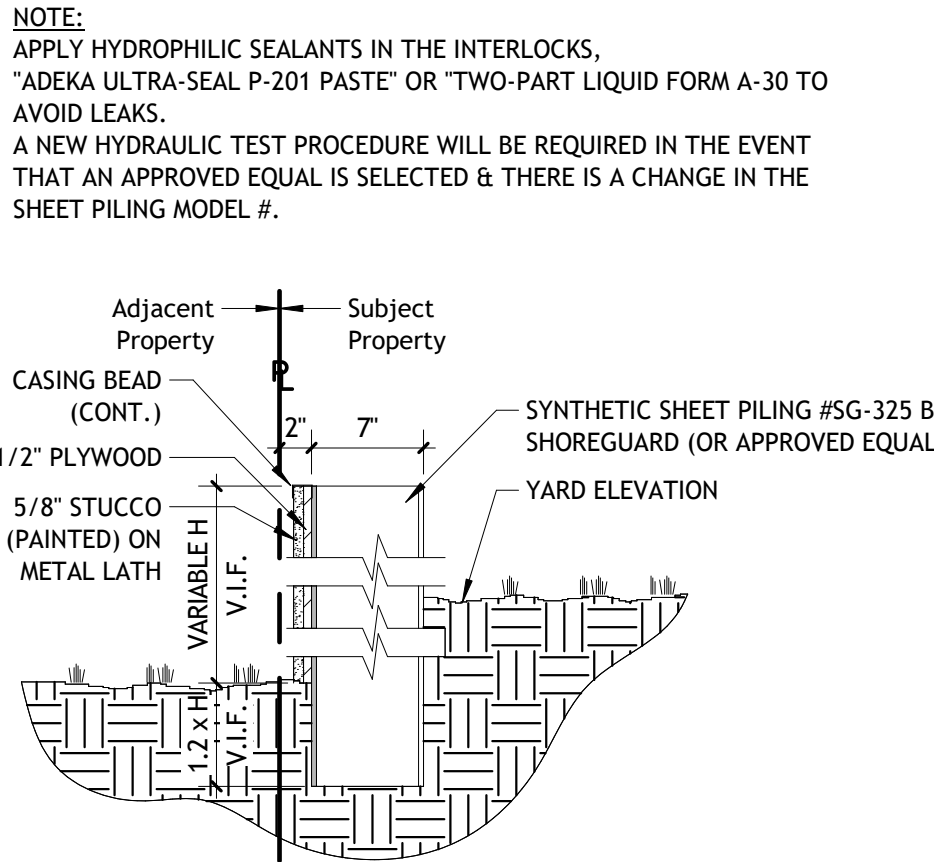 NOTE:
APPLY HYDROPHILIC SEALANTS IN THE INTERLOCKS,
"ADEKA ULTRA-SEAL P-201 PASTE" OR "TWO-PART LIQUID FORM A-30 TO
AVOID LEAKS.
A NEW HYDRAULIC TEST PROCEDURE WILL BE REQUIRED IN THE EVENT
THAT AN APPROVED EQUAL IS SELECTED & THERE IS A CHANGE IN THE
SHEET PILING MODEL #.
Adjacent
Property
Subject
Property
PL
CASING BEAD
(CONT.)
2"
7"
SYNTHETIC SHEET PILING #SG-325 B
SHOREGUARD (OR APPROVED EQUAL
1/2" PLYWOOD
YARD ELEVATION
5/8" STUCCO
(PAINTED) ON
METAL LATH
VARIABLE H
V.I.F.
1.2 x H
V.I.F.